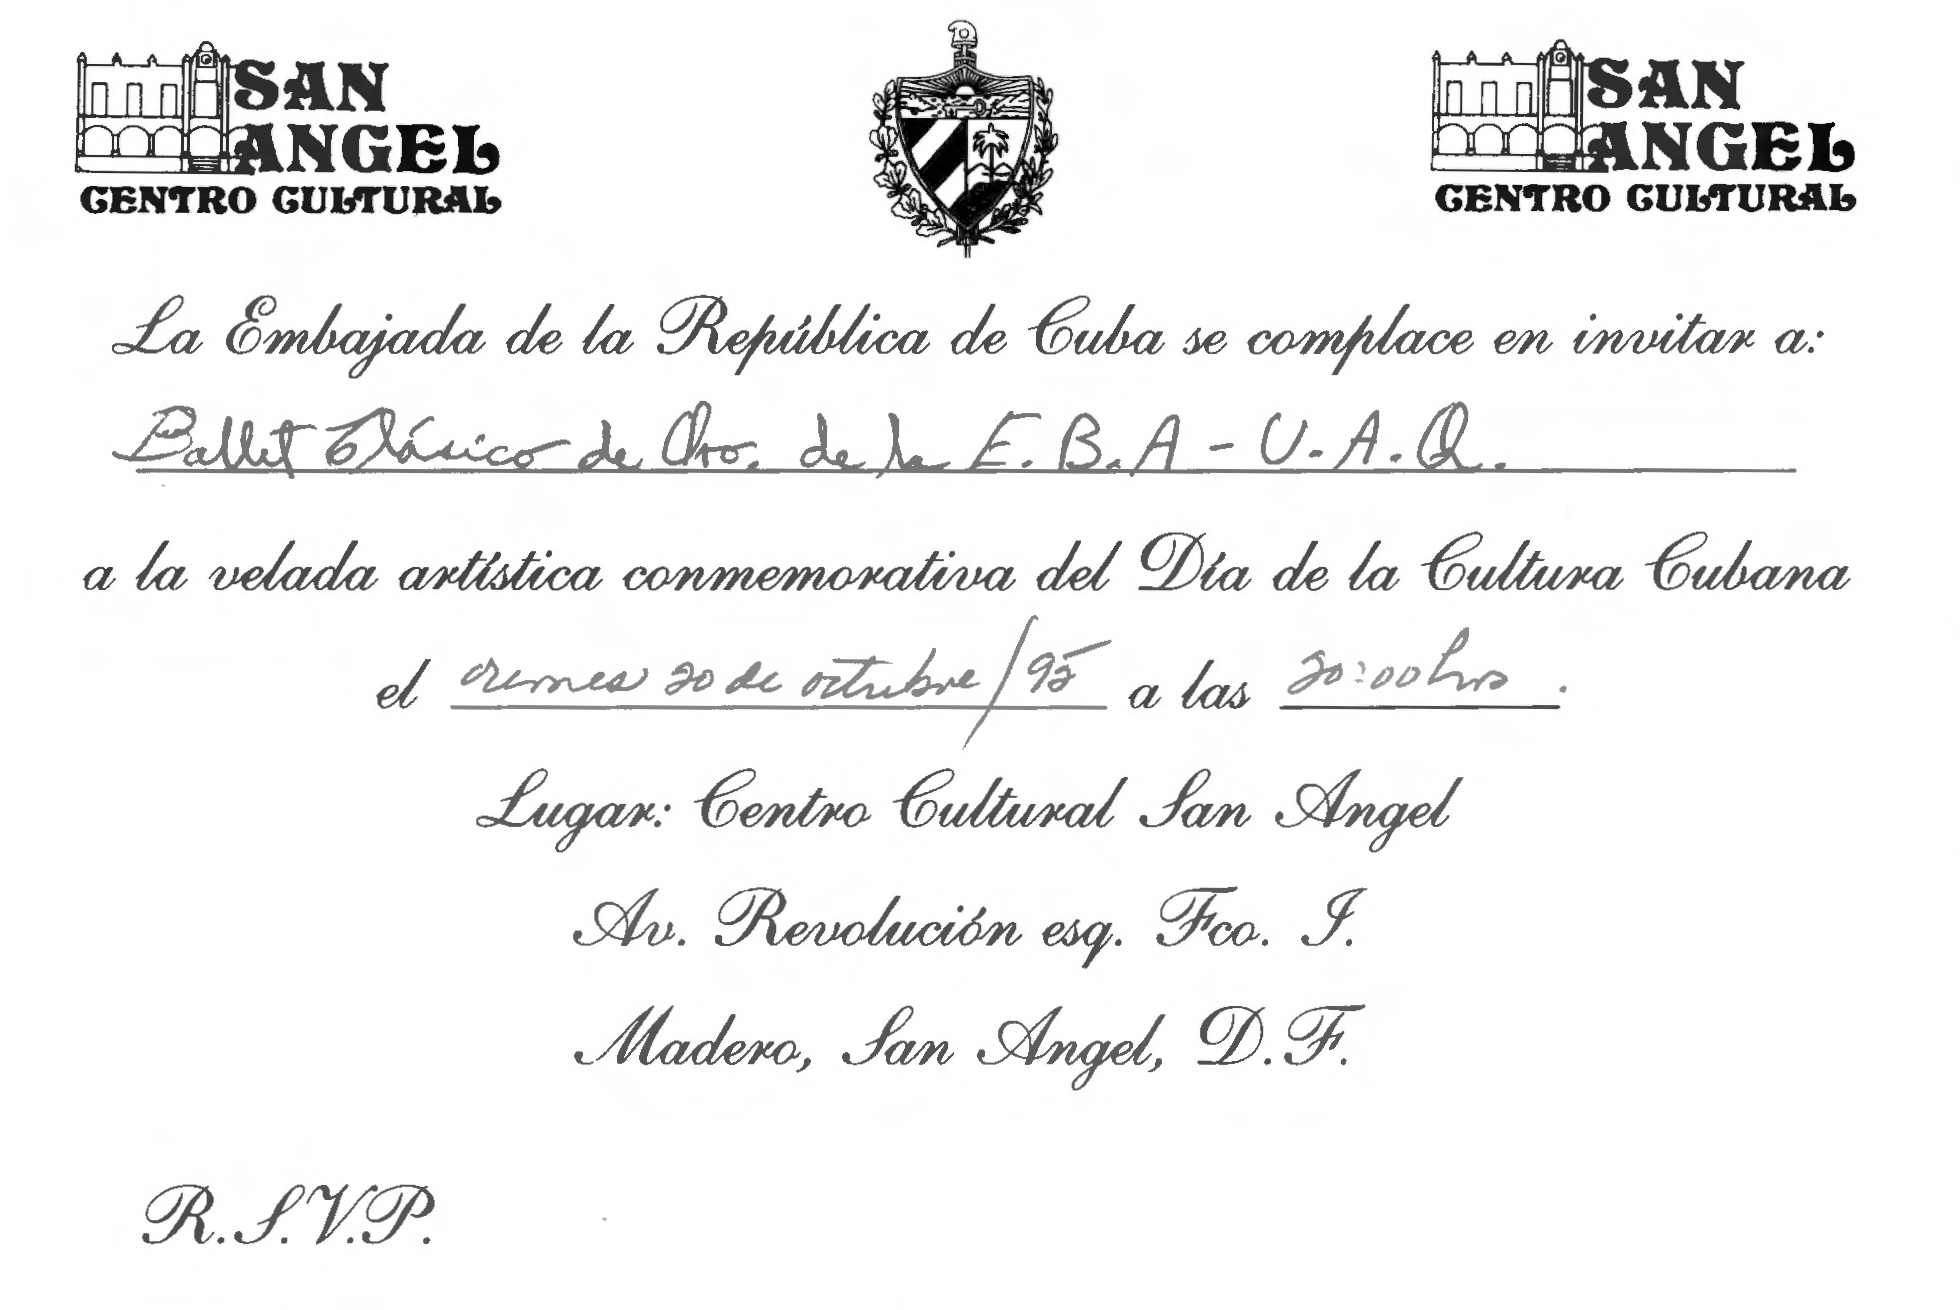 SAN
ANGEL
CENTRO CULTURAL
SAN
ANGEL
CENTRO CULTURAL
La Embajada de la República de Cuba se complace en invitar a:
Ballet Clásico de Qro. de la E.B.A - U.A.Q.
a la velada artística conmemorativa del Día de la Cultura Cubana
el viernes 20 de octubre/95 a las 20:00 hrs.
Lugar: Centro Cultural San Angel
Av. Revolución esq. Fco. I.
Madero, San Angel, D.F.
R.S.V.P.